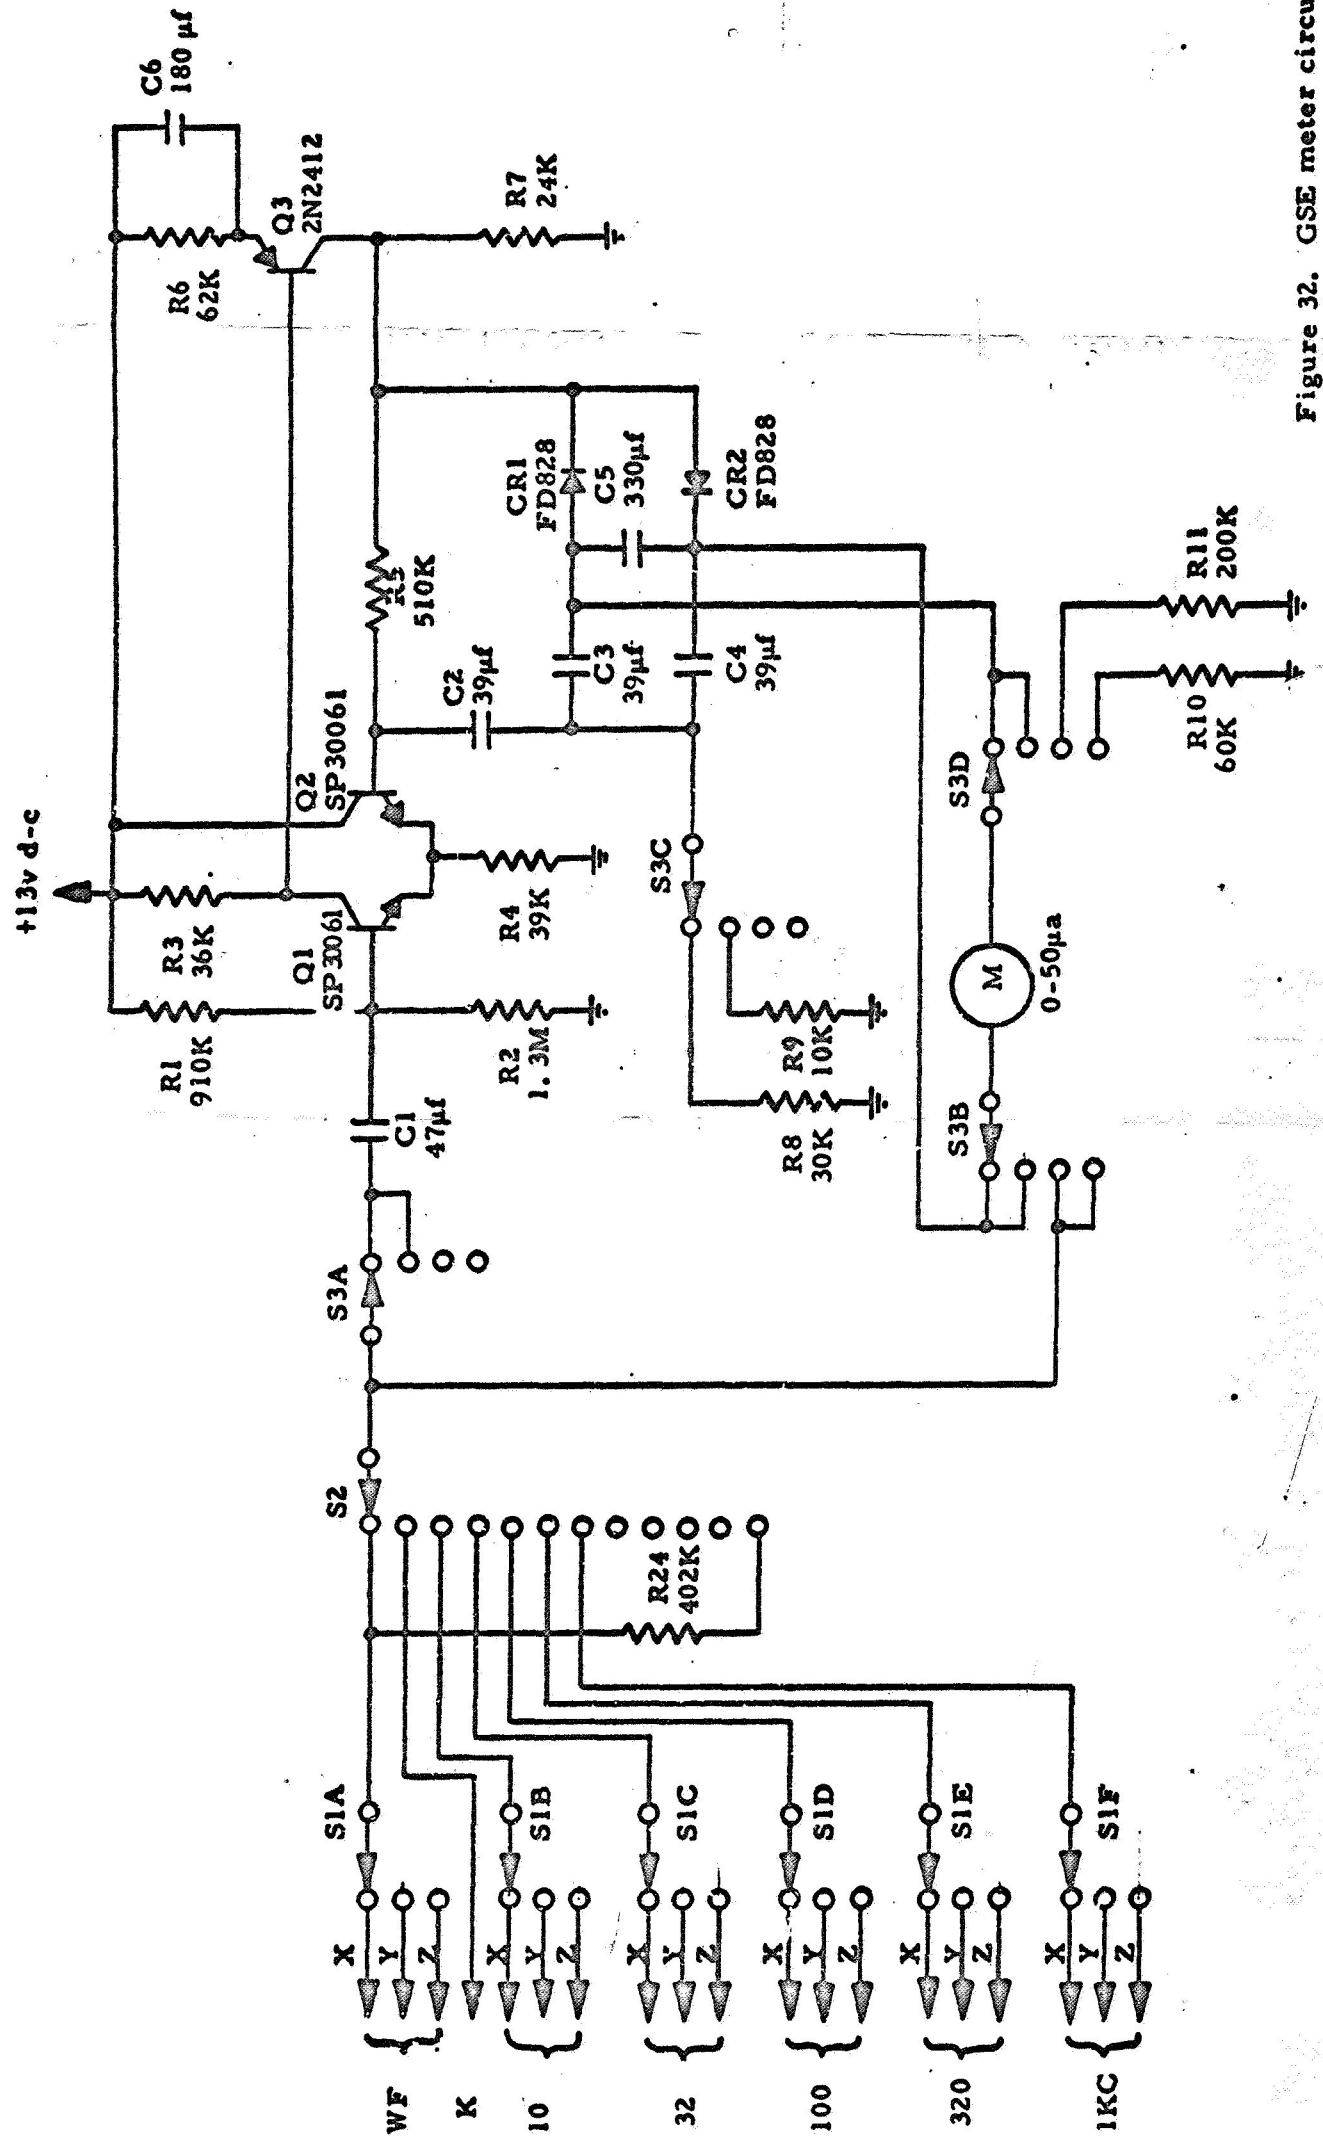 +13v d-c
C6
180 µf
R1
910K
R3
36K
R6
62K
Q3
2N2412
Q1
SP30061
Q2
SP30061
R7
24K
S1A
S2
S3A
C1
47µf
R2
1.3M
R4
39K
C2
39µf
R5
510K
CR1
FD828
C5
330µf
CR2
FD828
C3
39µf
C4
39µf
S3C
R8
30K
R9
10K
R24
402K
S3B
M
0-50µa
S3D
R10
60K
R11
200K
WF
X
Y
Z
K
10
X
Y
Z
S1B
32
X
Y
Z
S1C
100
X
Y
Z
S1D
320
X
Y
Z
S1E
1KC
X
Y
Z
S1F
Figure 32. GSE meter circu